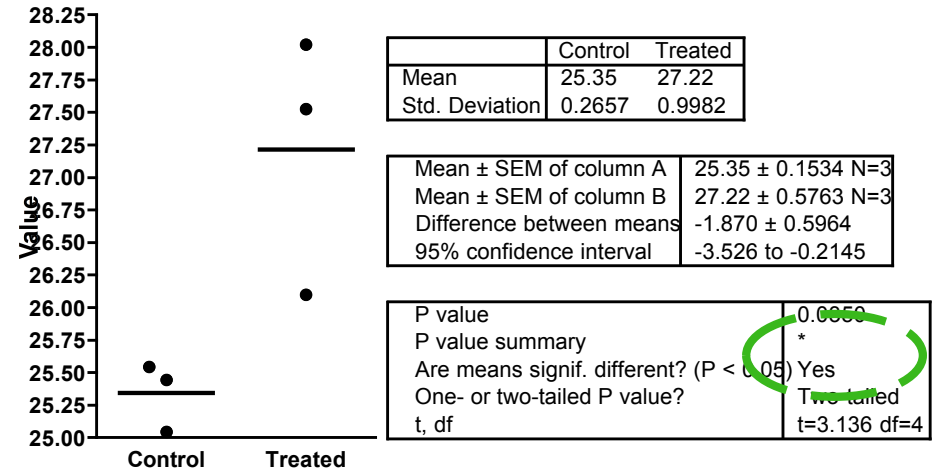 28.25
28.00
27.75
27.50
27.25
27.00
26.75
26.50
26.25
26.00
25.75
25.50
25.25
25.00
Value
Control Treated
Control Treated
Mean 25.35 27.22
Std. Deviation 0.2657 0.9982
Mean ± SEM of column A 25.35 ± 0.1534 N=3
Mean ± SEM of column B 27.22 ± 0.5763 N=3
Difference between means -1.870 ± 0.5964
95% confidence interval -3.526 to -0.2145
P value 0.0350
P value summary *
Are means signif. different? (P < 0.05) Yes
One- or two-tailed P value? Two-tailed
t, df t=3.136 df=4